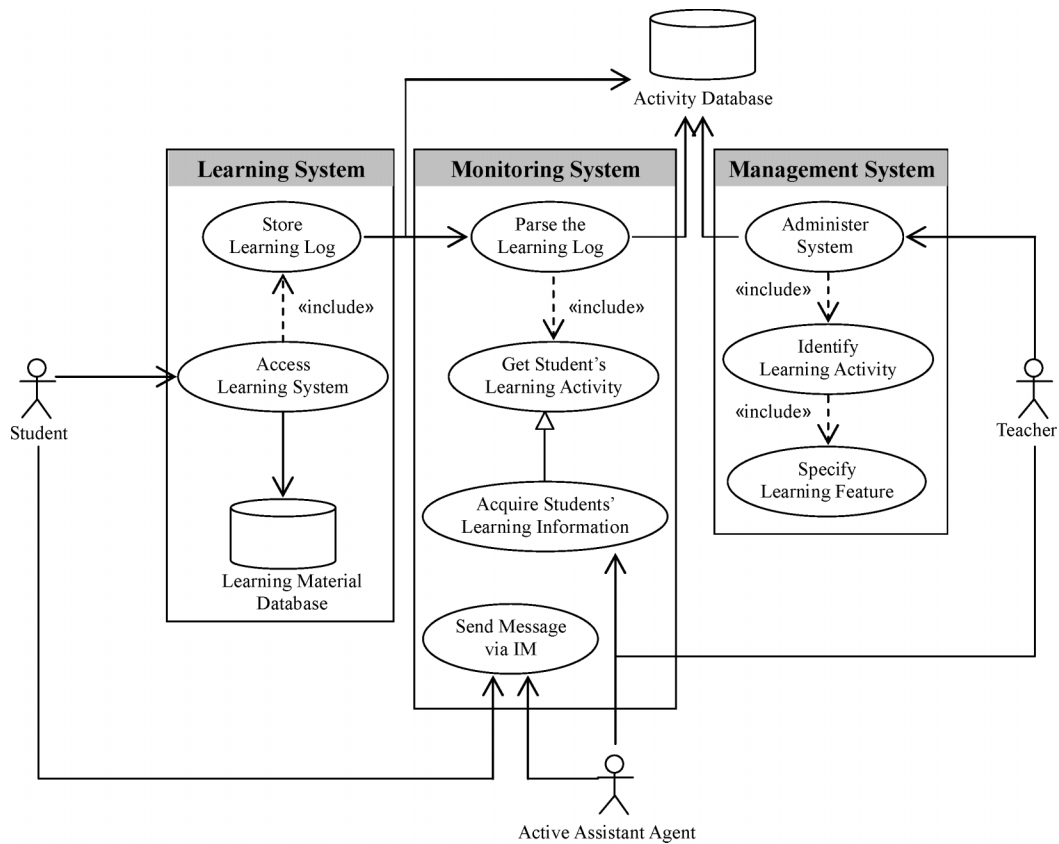 Activity Database
Learning System
Monitoring System
Management System
Store
Learning Log
Parse the
Learning Log
Administer
System
«include»
«include»
«include»
Access
Learning System
Get Student’s
Learning Activity
Identify
Learning Activity
«include»
Student
Teacher
Specify
Learning Feature
Acquire Students’
Learning Information
Learning Material
Database
Send Message
via IM
Active Assistant Agent